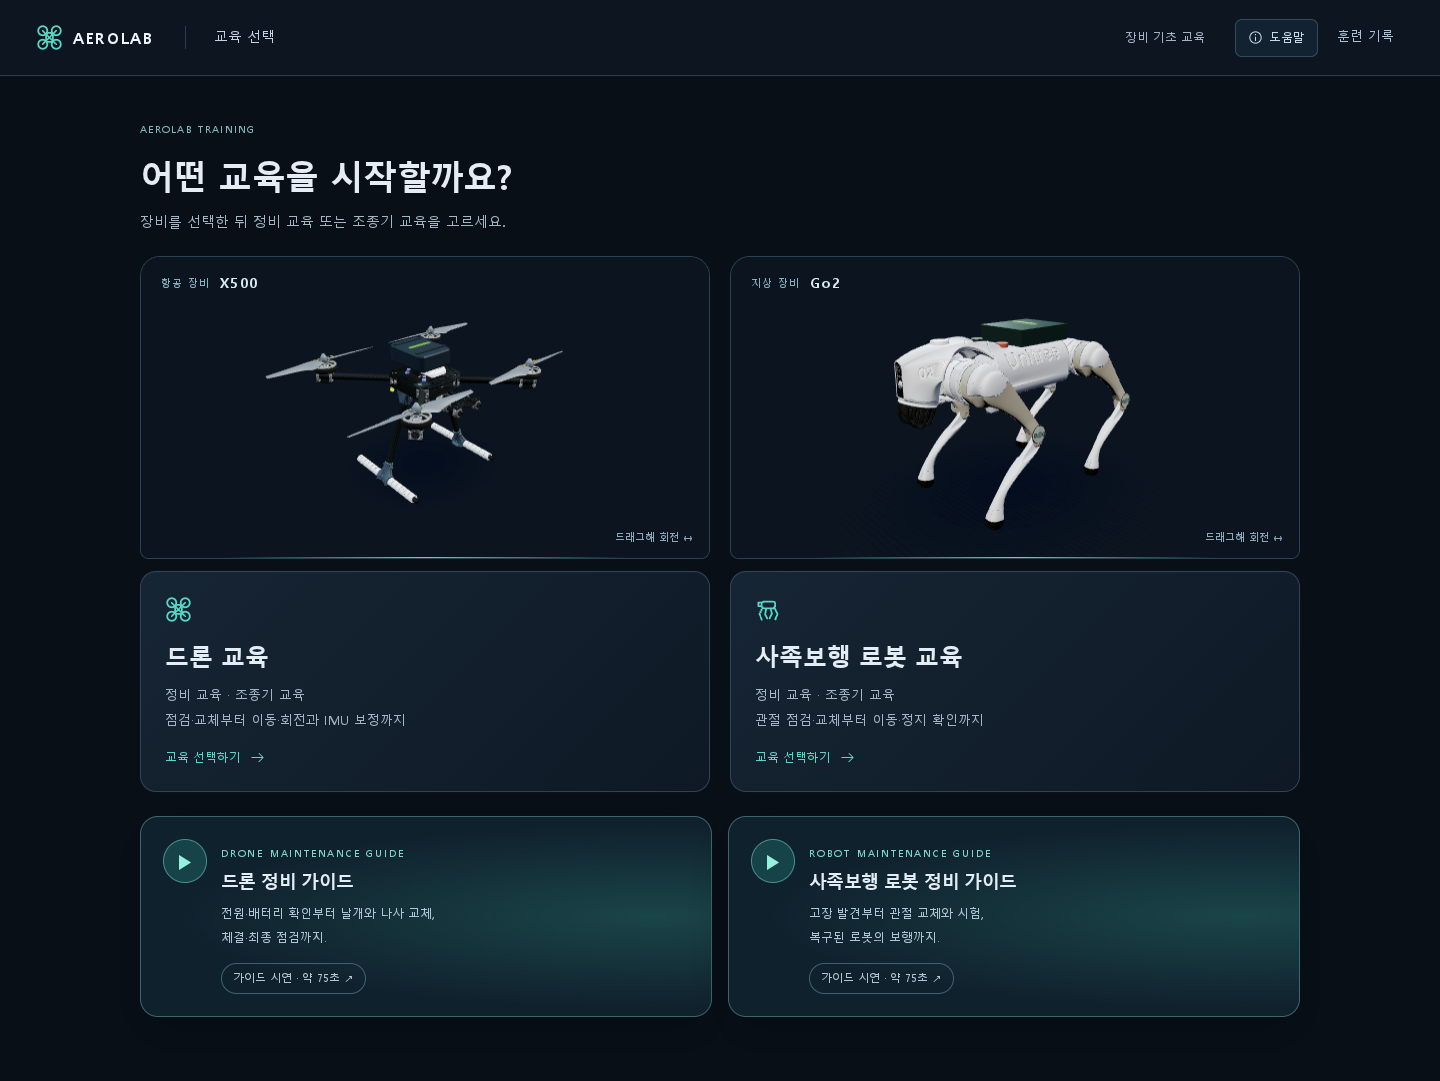 AEROLAB
교육 선택
장비 기초 교육
도움말
훈련 기록
AEROLAB TRAINING
어떤 교육을 시작할까요?
장비를 선택한 뒤 정비 교육 또는 조종기 교육을 고르세요.
항공 장비 X500
드래그해 회전 ↔
지상 장비 Go2
드래그해 회전 ↔
드론 교육
정비 교육 · 조종기 교육
점검·교체부터 이동·회전과 IMU 보정까지
교육 선택하기 →
사족보행 로봇 교육
정비 교육 · 조종기 교육
관절 점검·교체부터 이동·정지 확인까지
교육 선택하기 →
DRONE MAINTENANCE GUIDE
드론 정비 가이드
전원·배터리 확인부터 날개와 나사 교체,
체결·최종 점검까지.
가이드 시연 · 약 75초 ↗
ROBOT MAINTENANCE GUIDE
사족보행 로봇 정비 가이드
고장 발견부터 관절 교체와 시험,
복구된 로봇의 보행까지.
가이드 시연 · 약 75초 ↗